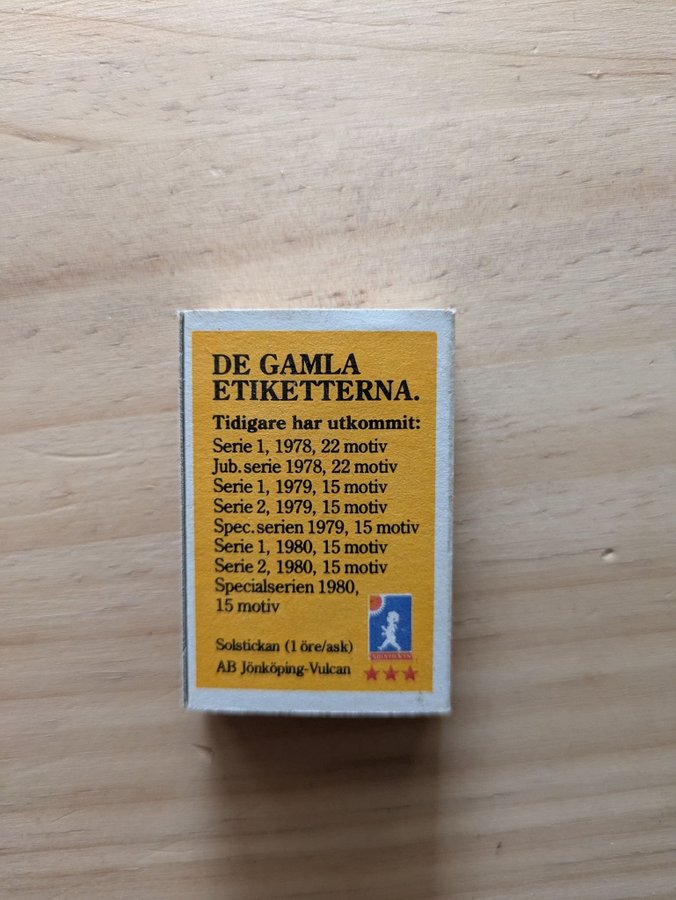 DE GAMLA
ETIKETTERNA.
Tidigare har utkommit:
Serie 1, 1978, 22 motiv
Jub. serie 1978, 22 motiv
Serie 1, 1979, 15 motiv
Serie 2, 1979, 15 motiv
Spec. serien 1979, 15 motiv
Serie 1, 1980, 15 motiv
Serie 2, 1980, 15 motiv
Specialserien 1980,
15 motiv
Solstickan (1 öre/ask)
AB Jönköping-Vulcan
SOLSTICKAN